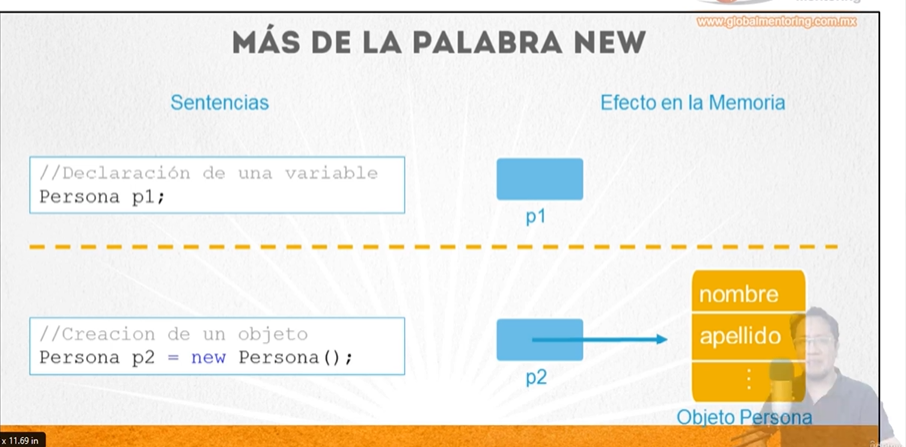 www.globalmentoring.com.mx
MÁS DE LA PALABRA NEW
Sentencias
Efecto en la Memoria
//Declaración de una variable
Persona p1;
p1
nombre
apellido
//Creacion de un objeto
Persona p2 = new Persona();
p2
Objeto Persona
x 11.69 in